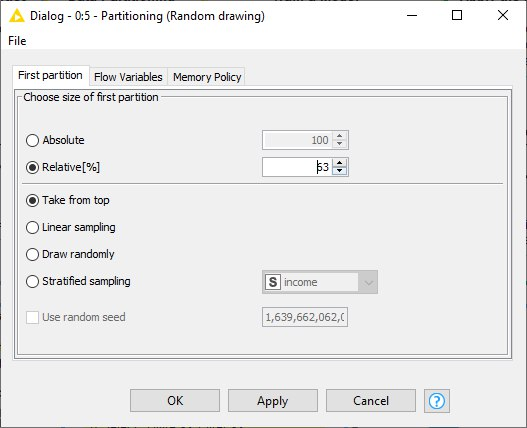 Dialog - 0:5 - Partitioning (Random drawing)
File
First partition Flow Variables Memory Policy
Choose size of first partition
Absolute 100
Relative[%] 63
Take from top
Linear sampling
Draw randomly
Stratified sampling S income
Use random seed 1,639,662,062,0
OK Apply Cancel ?